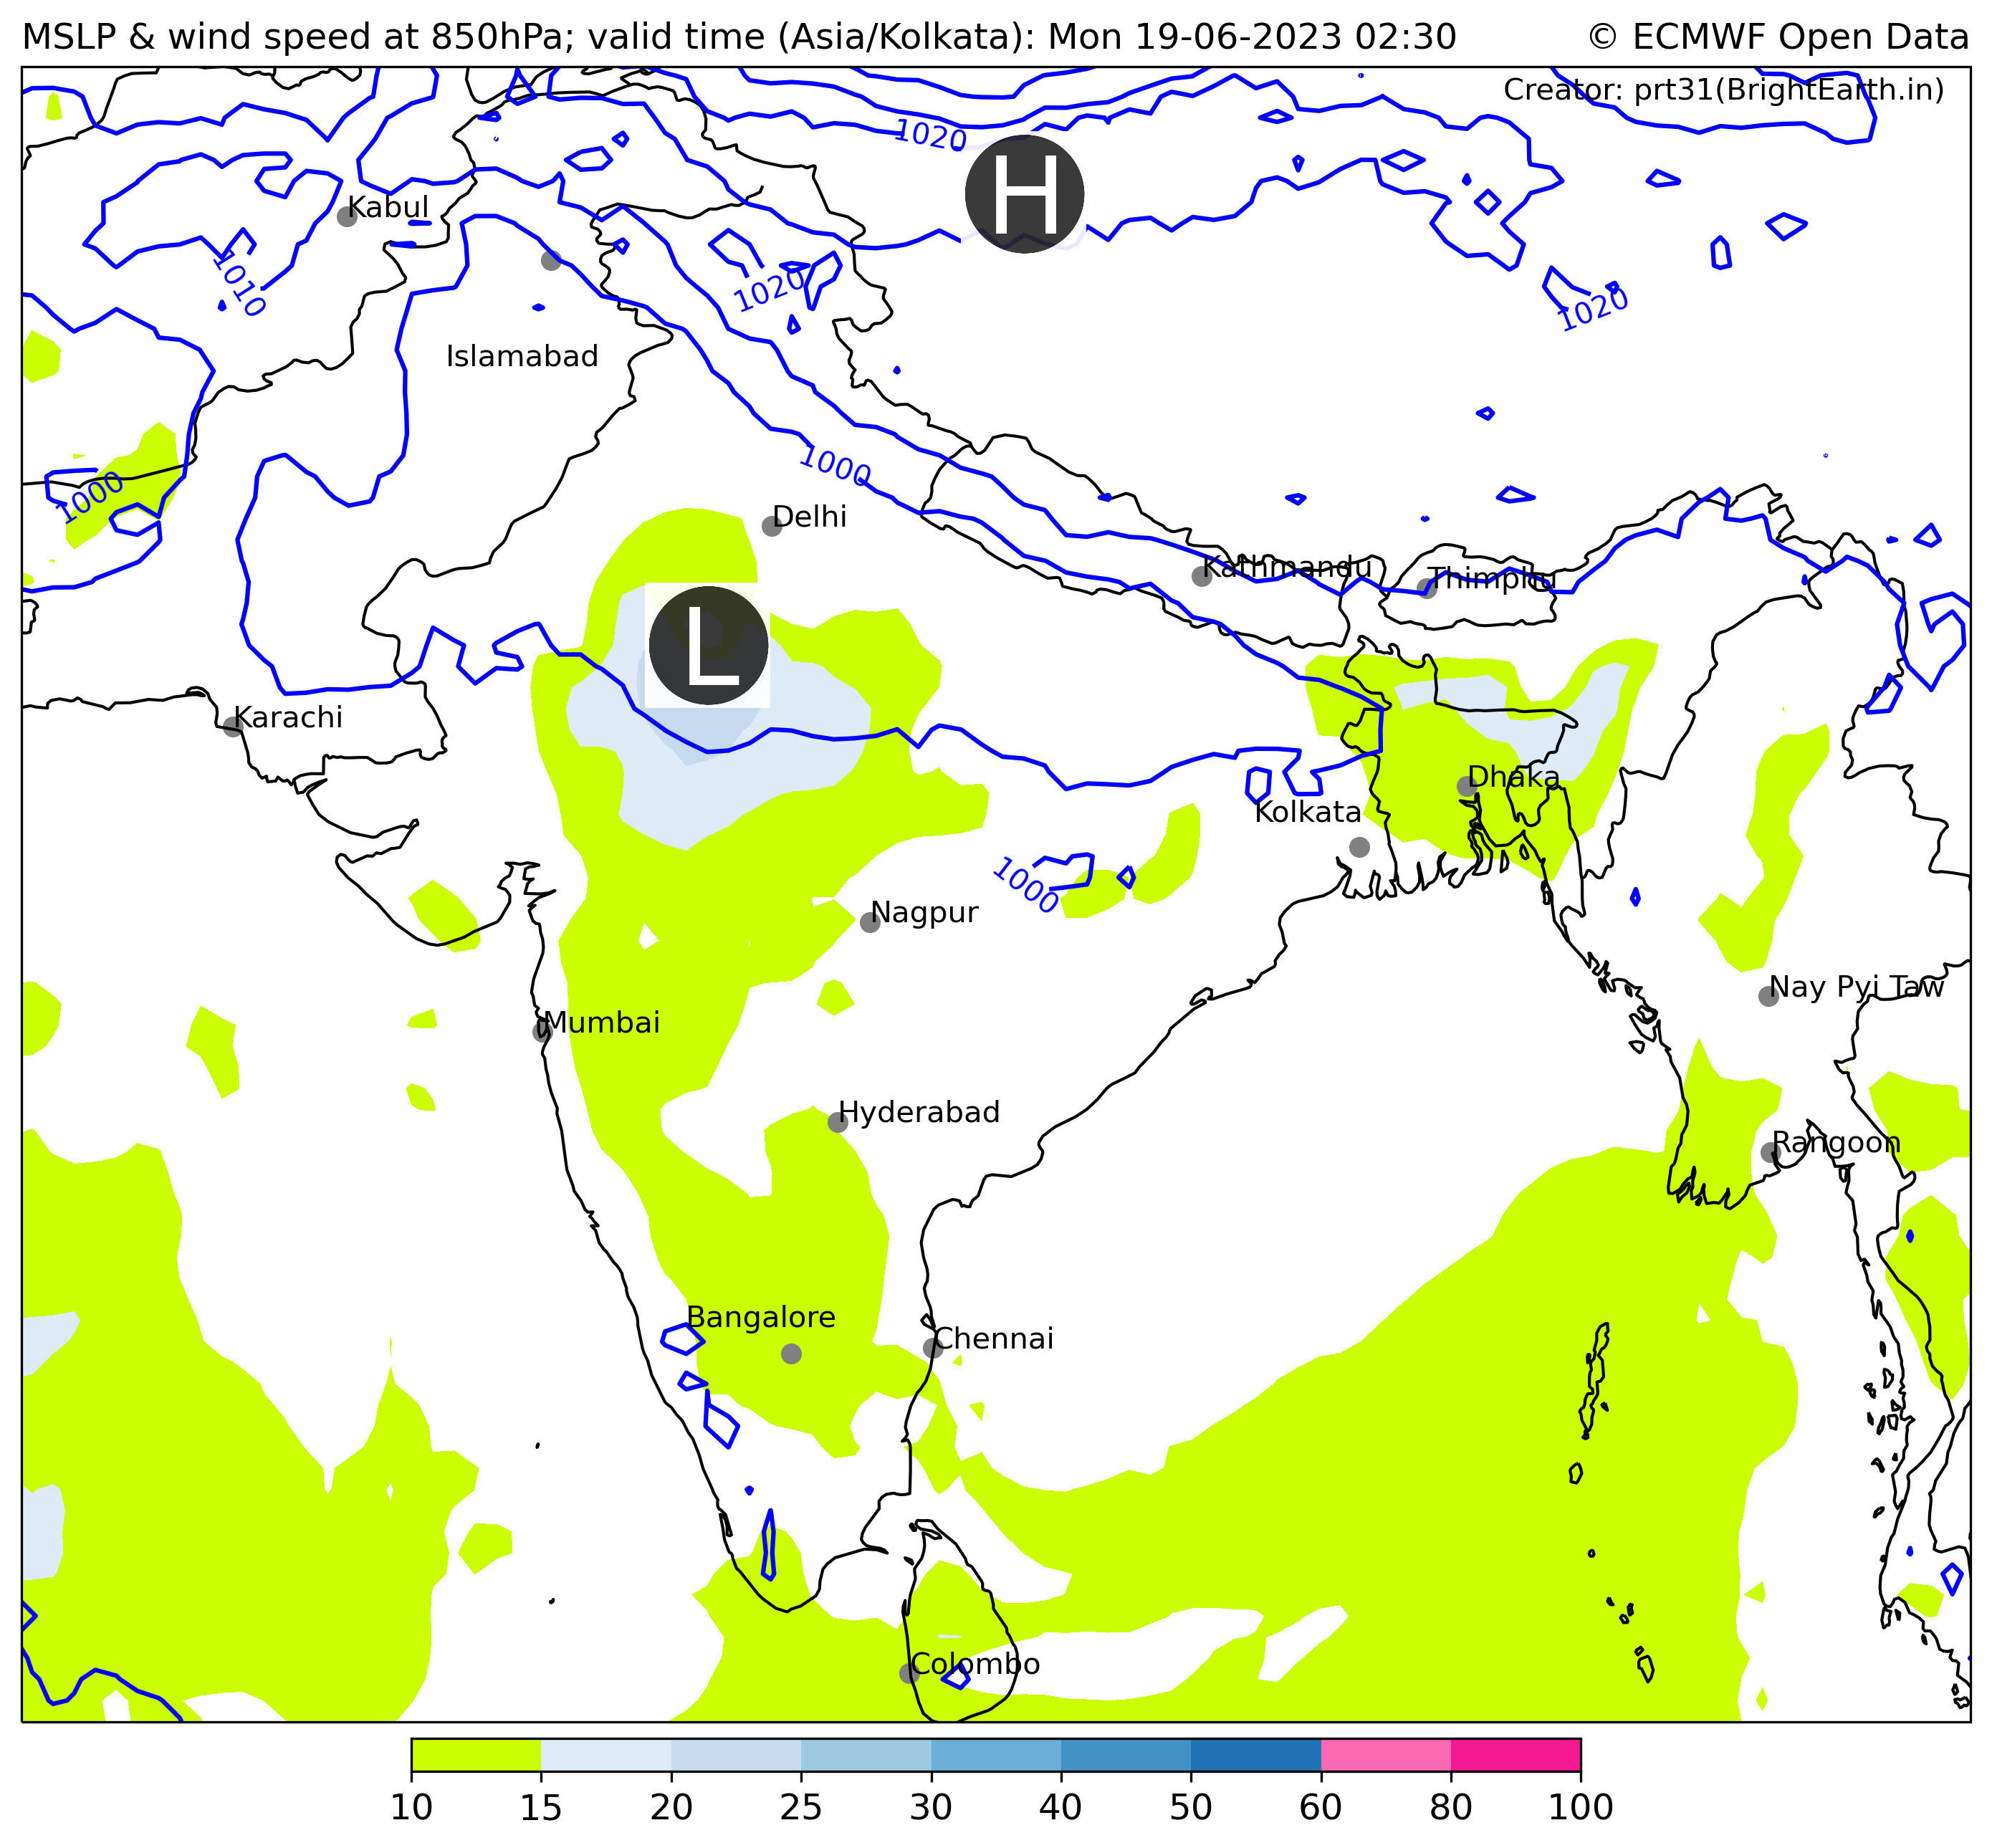 MSLP & wind speed at 850hPa; valid time (Asia/Kolkata): Mon 19-06-2023 02:30
© ECMWF Open Data
Creator: prt31(BrightEarth.in)
1020
H
Kabul
1010
1020
1020
Islamabad
1000
1000
Delhi
Kathmandu
Thimphu
L
Karachi
Dhaka
Kolkata
1000
Nagpur
Nay Pyi Taw
Mumbai
Hyderabad
Rangoon
Bangalore
Chennai
Colombo
10 15 20 25 30 40 50 60 80 100